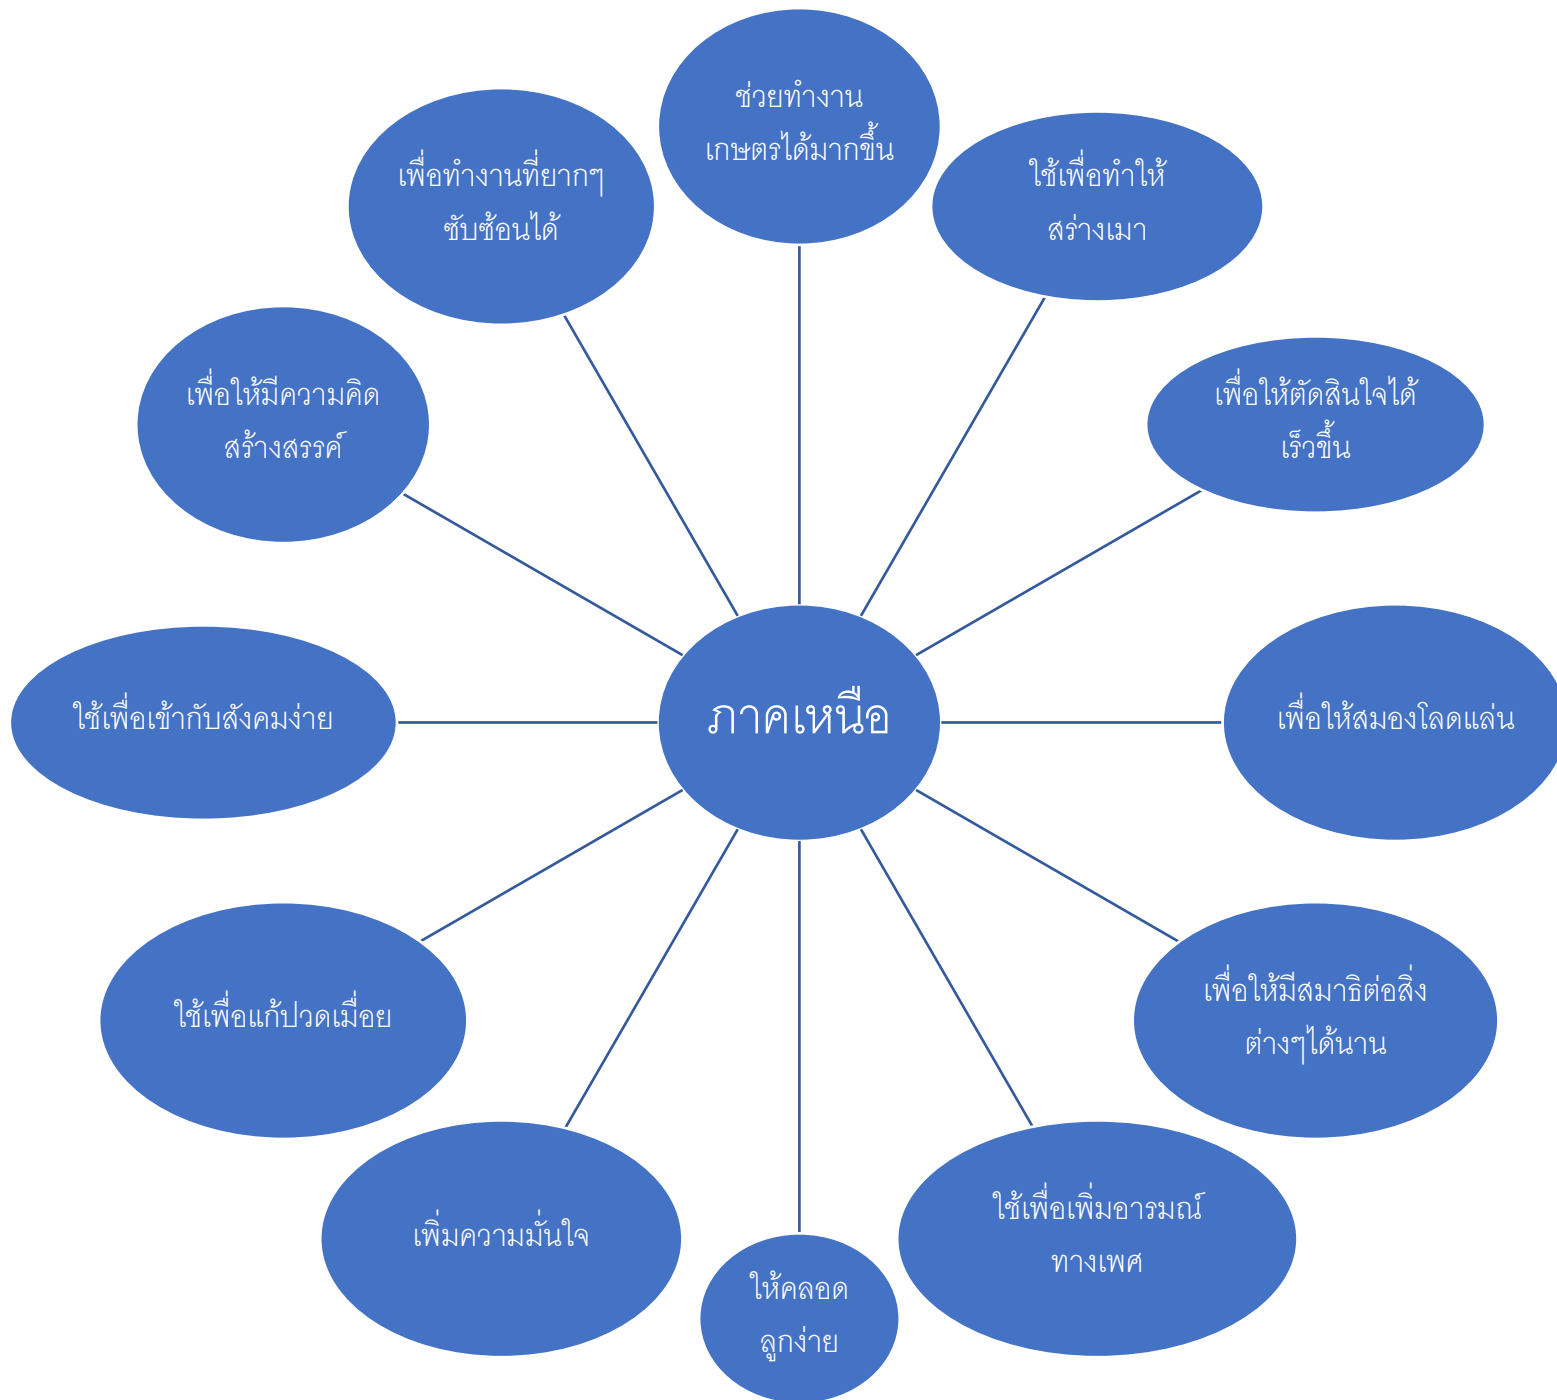 ช่วยทำงาน
เกษตรได้มากขึ้น
ใช้เพื่อทำให้
สร่างเมา
เพื่อให้ตัดสินใจได้
เร็วขึ้น
เพื่อให้สมองโลดแล่น
เพื่อให้มีสมาธิต่อสิ่ง
ต่างๆได้นาน
ใช้เพื่อเพิ่มอารมณ์
ทางเพศ
ให้คลอด
ลูกง่าย
เพิ่มความมั่นใจ
ใช้เพื่อแก้ปวดเมื่อย
ใช้เพื่อเข้ากับสังคมง่าย
เพื่อให้มีความคิด
สร้างสรรค์
เพื่อทำงานที่ยากๆ
ซับซ้อนได้
ภาคเหนือ